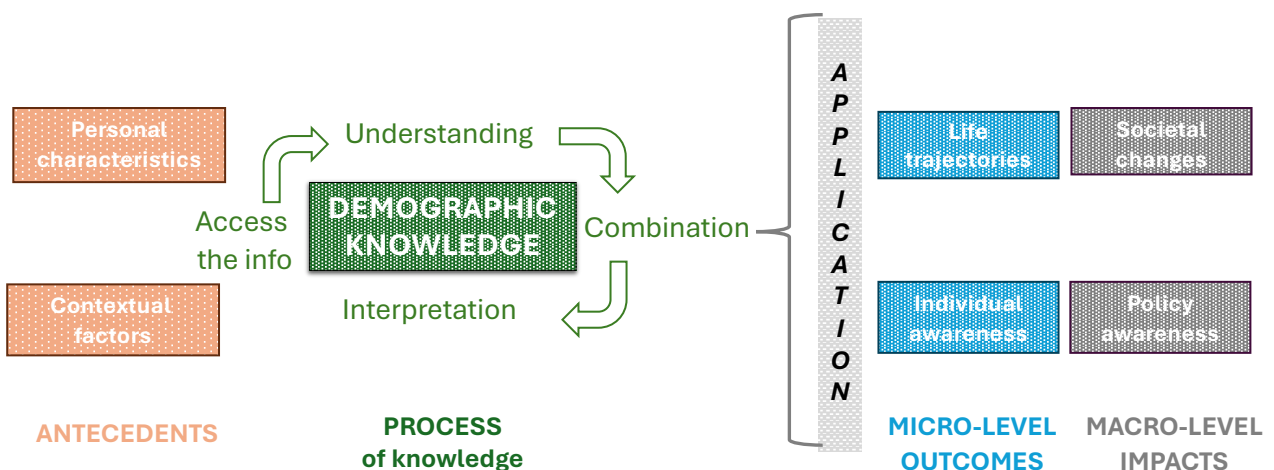 Personal
characteristics
Contextual
factors
ANTECEDENTS
Access
the info
Understanding
DEMOGRAPHIC
KNOWLEDGE
Combination
Interpretation
PROCESS
of knowledge
APPLICATION
Life
trajectories
Individual
awareness
MICRO-LEVEL
OUTCOMES
Societal
changes
Policy
awareness
MACRO-LEVEL
IMPACTS